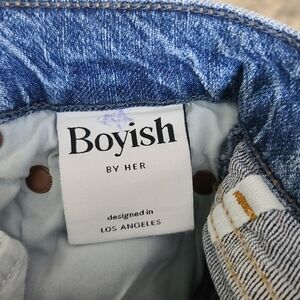 Boyish
BY HER
designed in
LOS ANGELES